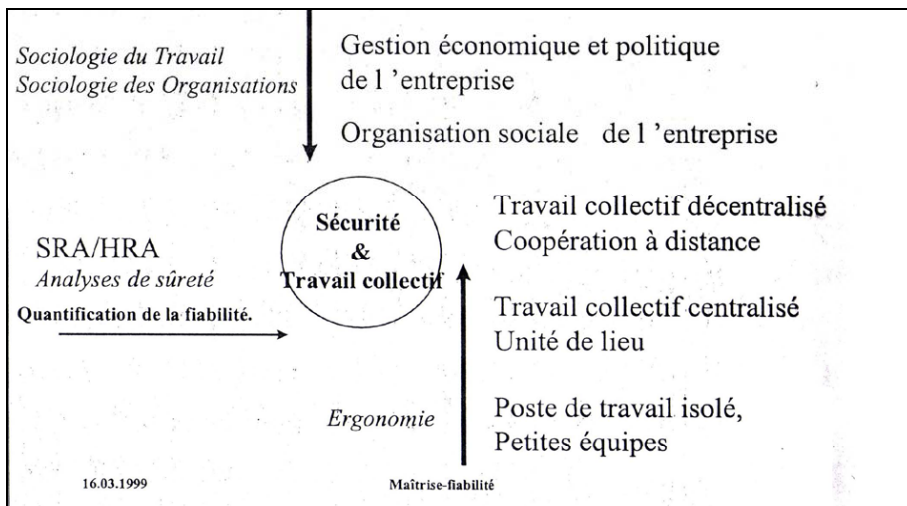 Sociologie du Travail
Sociologie des Organisations
Gestion économique et politique
de l ’entreprise
Organisation sociale de l ’entreprise
Sécurité
&
Travail collectif
SRA/HRA
Analyses de sûreté
Quantification de la fiabilité.
Travail collectif décentralisé
Coopération à distance
Travail collectif centralisé
Unité de lieu
Ergonomie
Poste de travail isolé,
Petites équipes
16.03.1999
Maîtrise-fiabilité